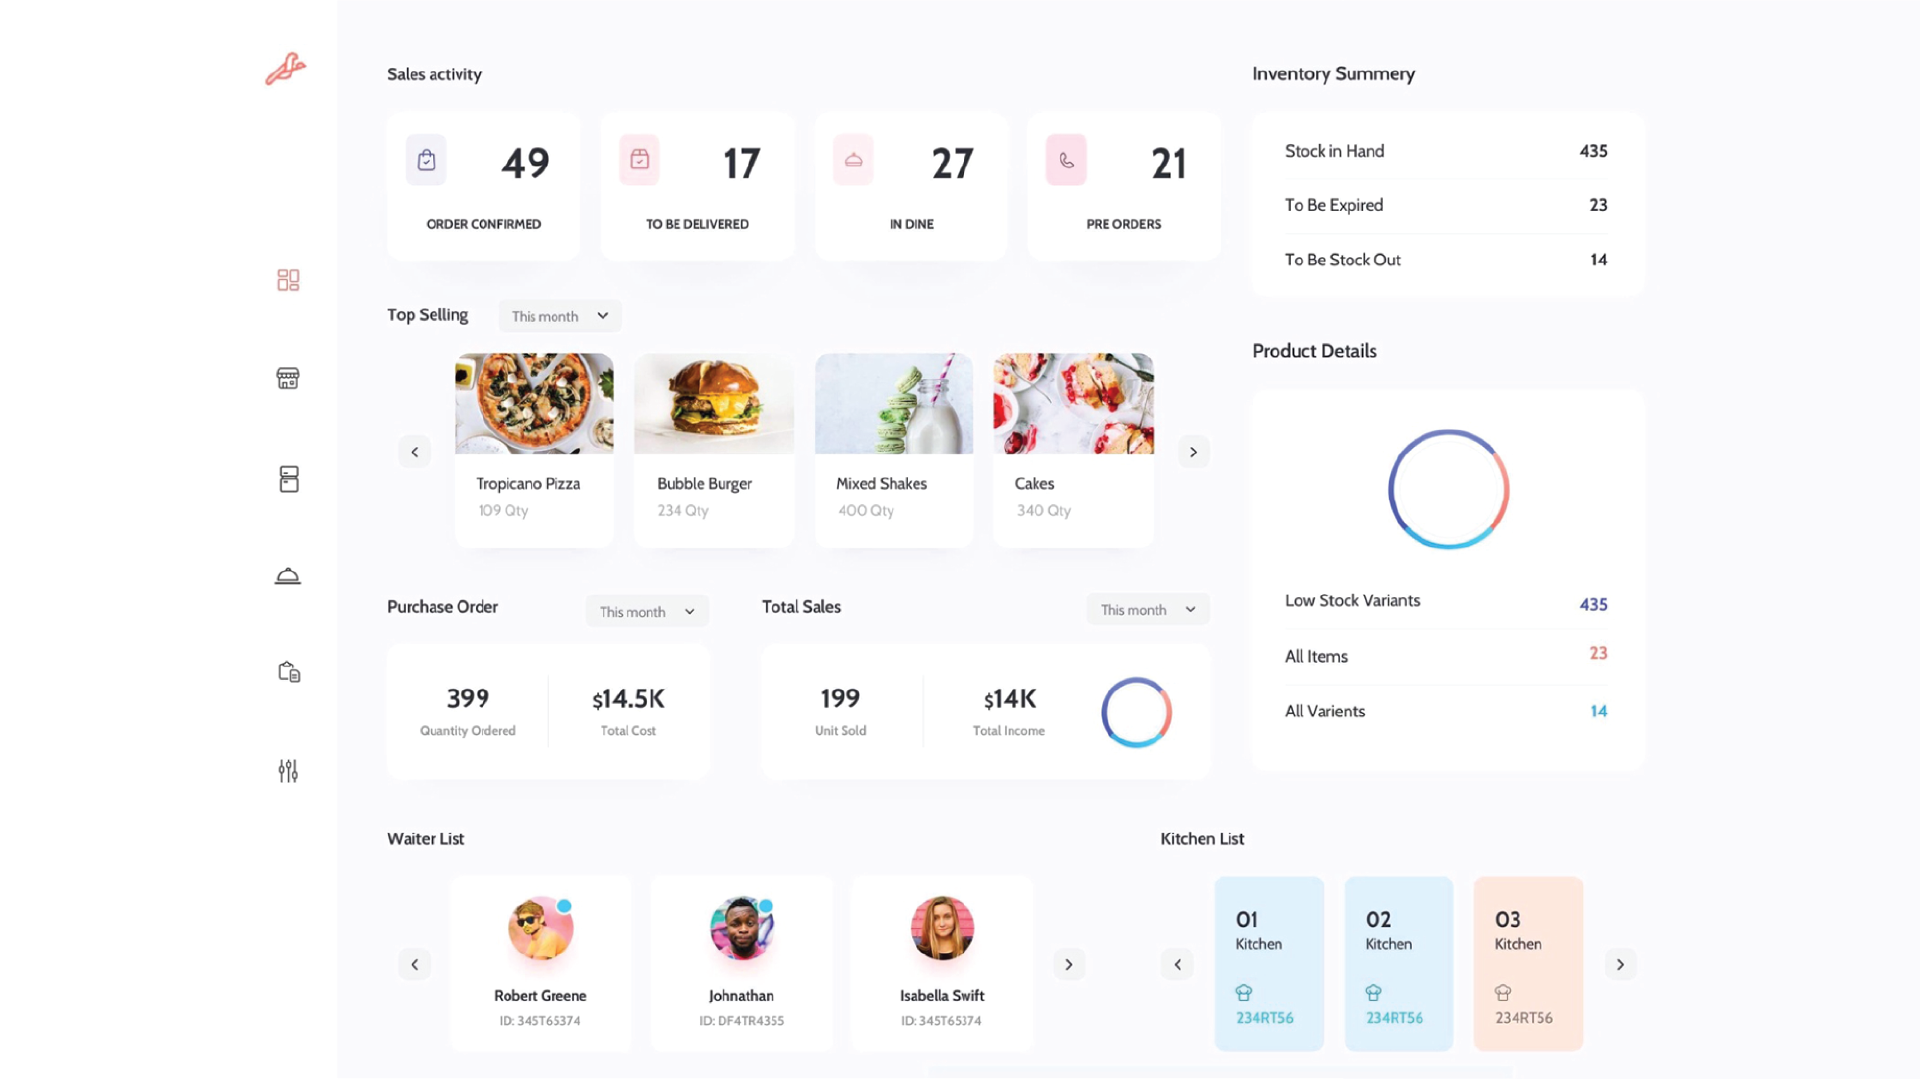 Sales activity
49
ORDER CONFIRMED
17
TO BE DELIVERED
27
IN DINE
21
PRE ORDERS
Inventory Summery
Stock in Hand 435
To Be Expired 23
To Be Stock Out 14
Top Selling
This month
Tropicano Pizza
109 Qty
Bubble Burger
234 Qty
Mixed Shakes
400 Qty
Cakes
340 Qty
Product Details
Low Stock Variants 435
All Items 23
All Varients 14
Purchase Order
This month
399
Quantity Ordered
$14.5K
Total Cost
Total Sales
This month
199
Unit Sold
$14K
Total Income
Waiter List
Robert Greene
ID: 345T65374
Johnathan
ID: DF4TR4355
Isabella Swift
ID: 345T65374
Kitchen List
01
Kitchen
234RT56
02
Kitchen
234RT56
03
Kitchen
234RT56